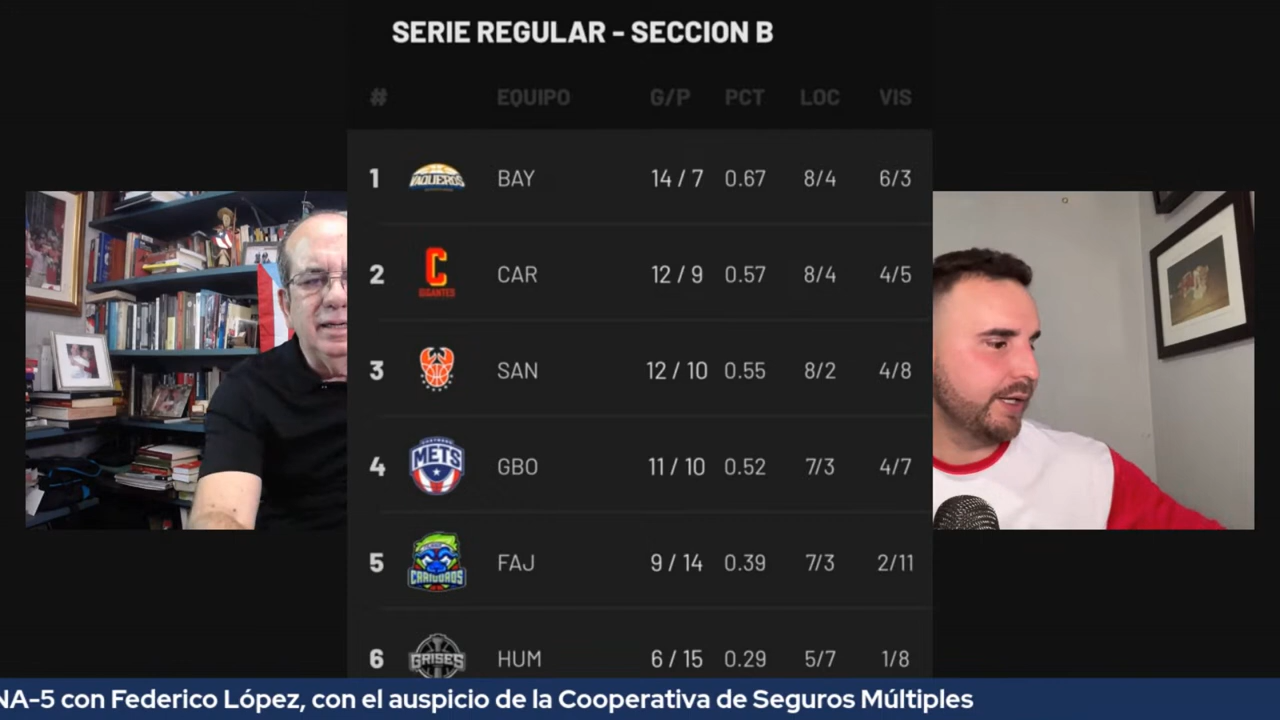 SERIE REGULAR - SECCION B
# EQUIPO G/P PCT LOC VIS
1 VAQUEROS BAY 14 / 7 0.67 8/4 6/3
2 C GIGANTES CAR 12 / 9 0.57 8/4 4/5
3 SAN 12 / 10 0.55 8/2 4/8
4 METS GBO 11 / 10 0.52 7/3 4/7
5 CARIDUROS FAJ 9 / 14 0.39 7/3 2/11
6 GRISES HUM 6 / 15 0.29 5/7 1/8
NA-5 con Federico López, con el auspicio de la Cooperativa de Seguros Múltiples